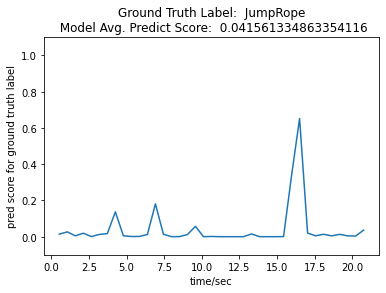 Ground Truth Label:  JumpRope
Model Avg. Predict Score:  0.041561334863354116
1.0
0.8
0.6
0.4
0.2
0.0
pred score for ground truth label
0.0 2.5 5.0 7.5 10.0 12.5 15.0 17.5 20.0
time/sec